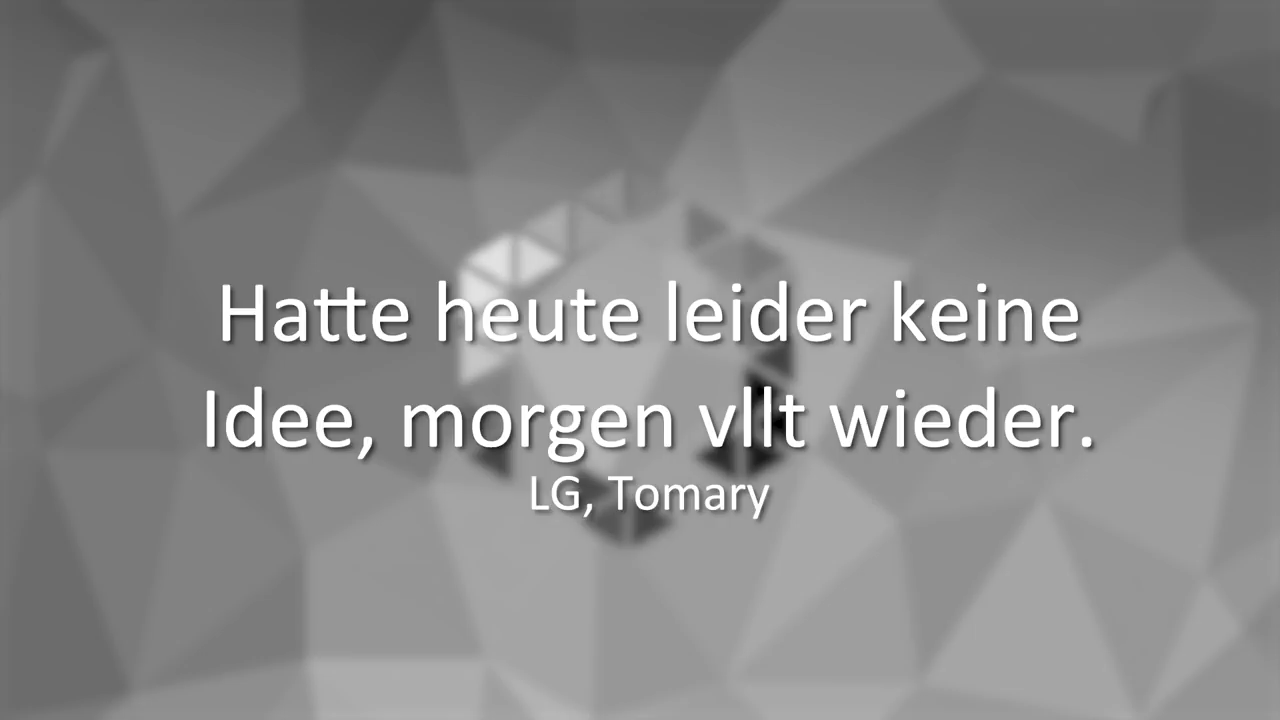 Hatte heute leider keine
Idee, morgen vllt wieder.
LG, Tomary